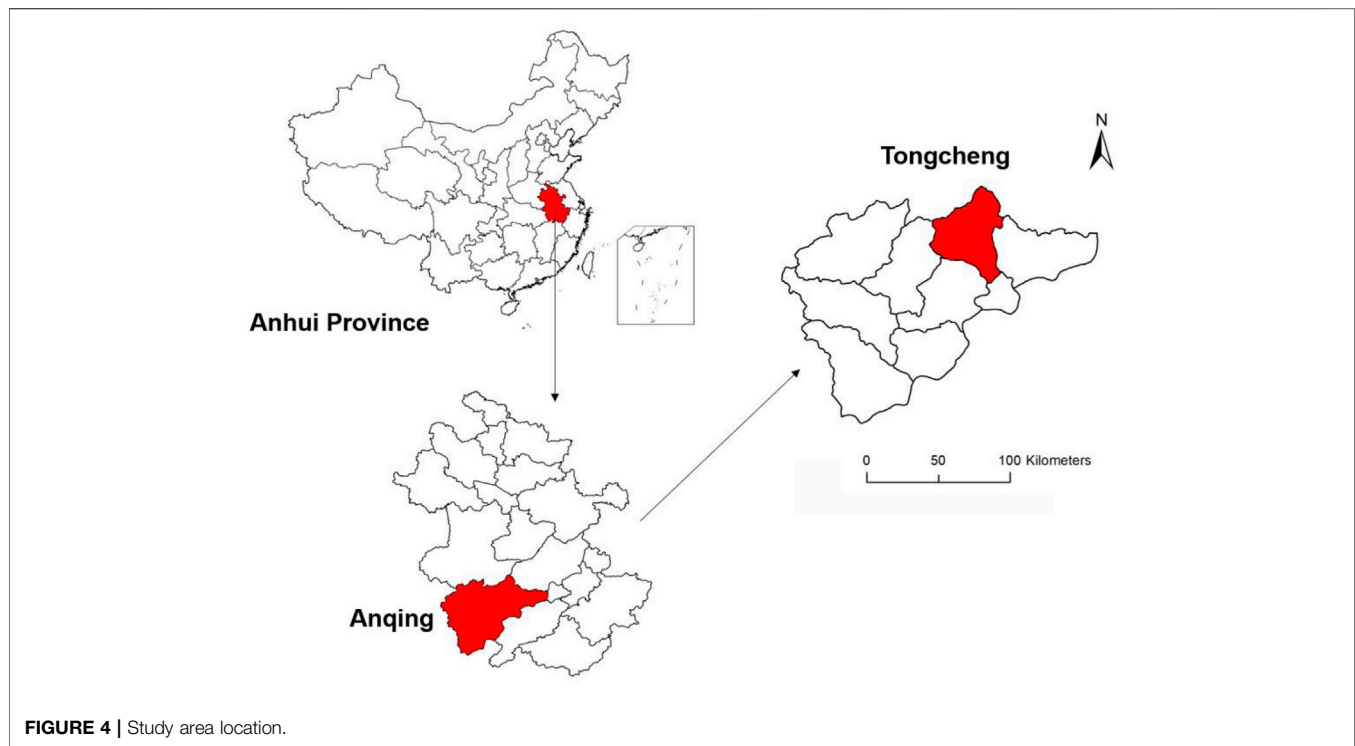 N
Tongcheng
Anhui Province
0 50 100 Kilometers
Anqing
FIGURE 4 | Study area location.